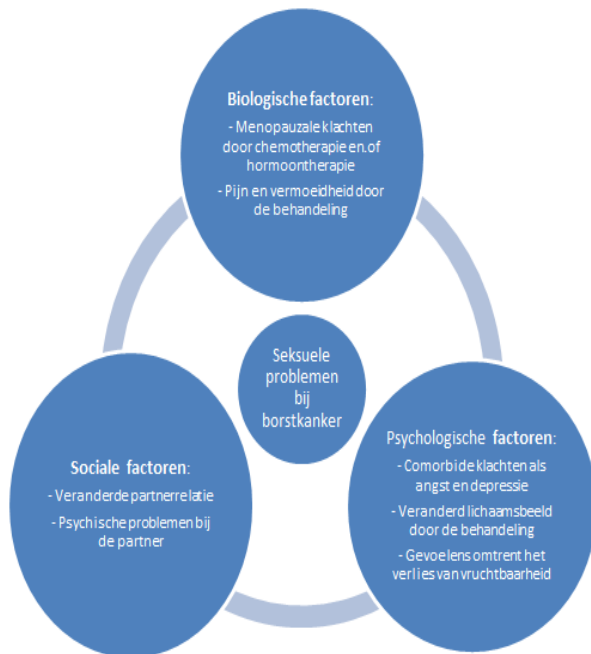 Biologische factoren:
- Menopauzale klachten
door chemotherapie en.of
hormoontherapie
- Pijn en vermoeidheid door
de behandeling
Seksuele
problemen
bij
borstkanker
Sociale factoren:
- Veranderde partnerrelatie
- Psychische problemen bij
de partner
Psychologische factoren:
- Comorbide klachten als
angst en depressie
- Veranderd lichaamsbeeld
door de behandeling
- Gevoelens omtrent het
verlies van vruchtbaarheid